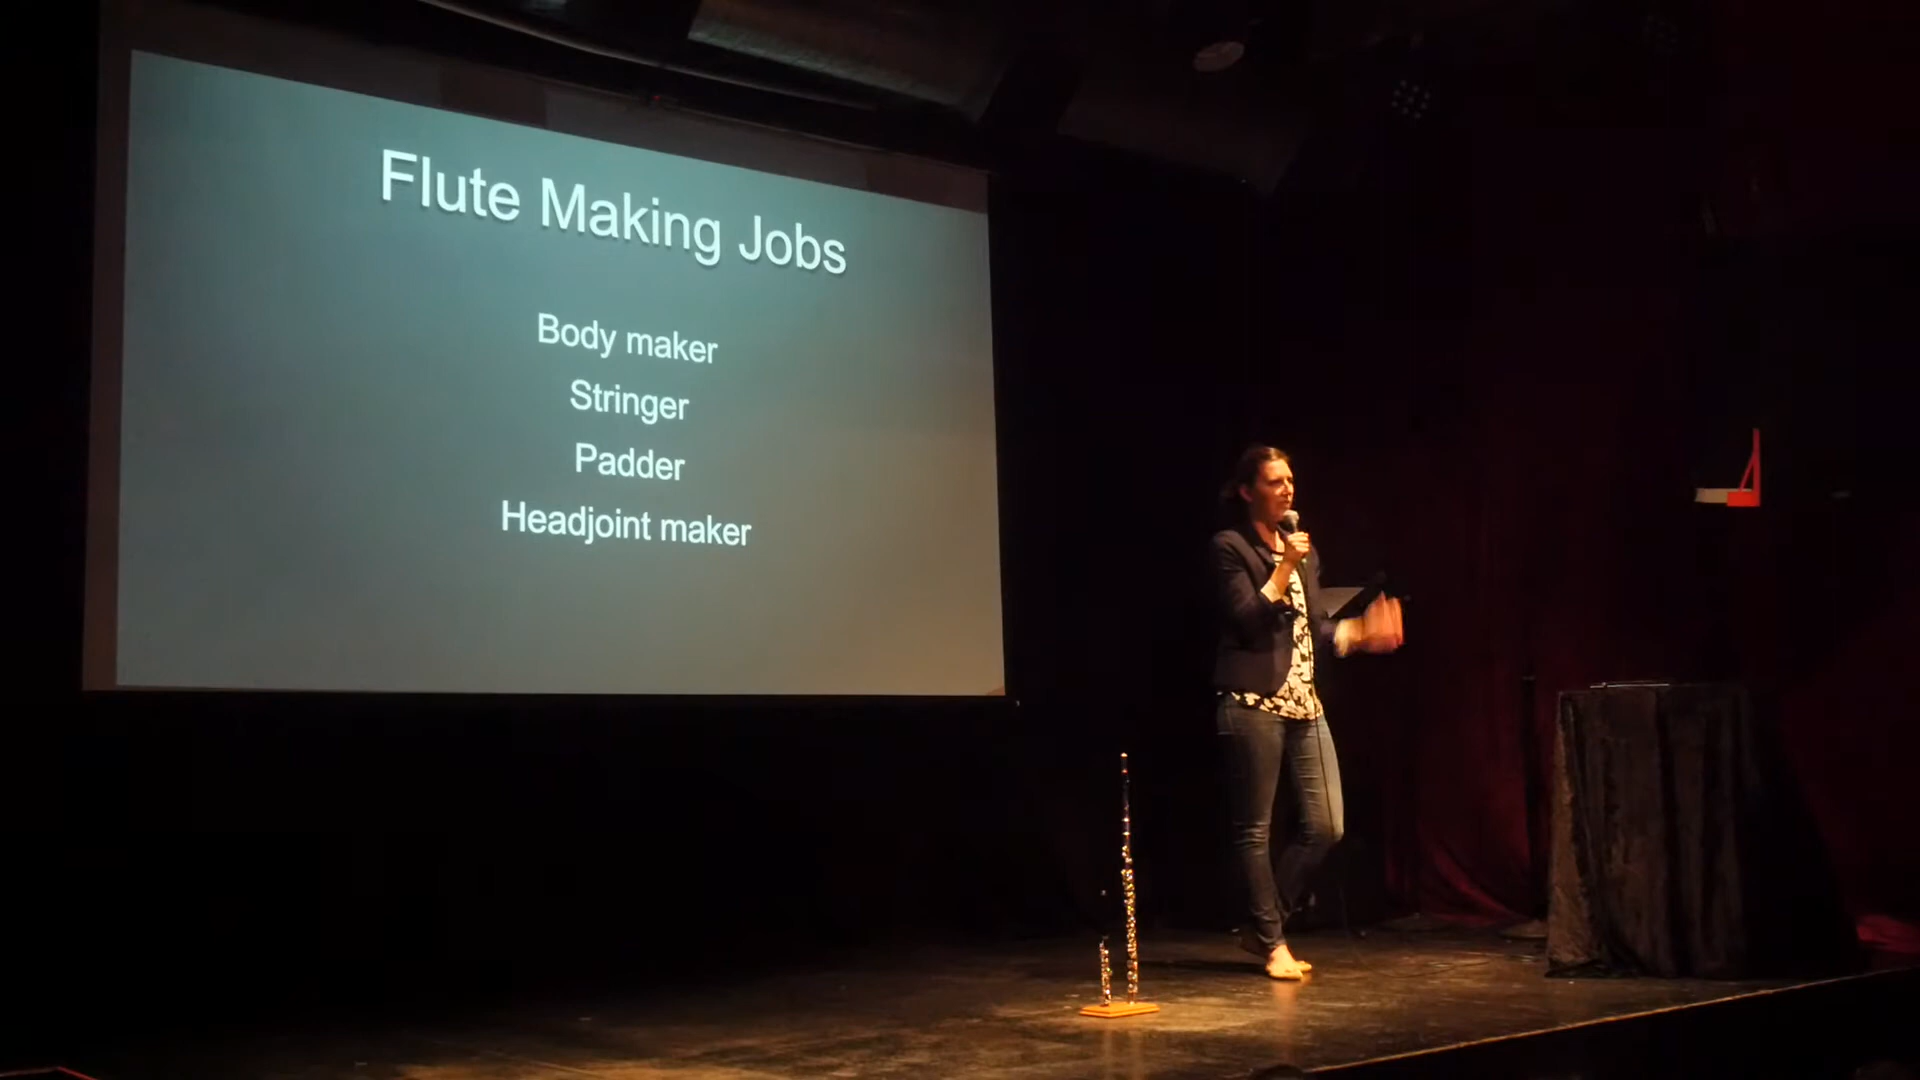 Flute Making Jobs
Body maker
Stringer
Padder
Headjoint maker